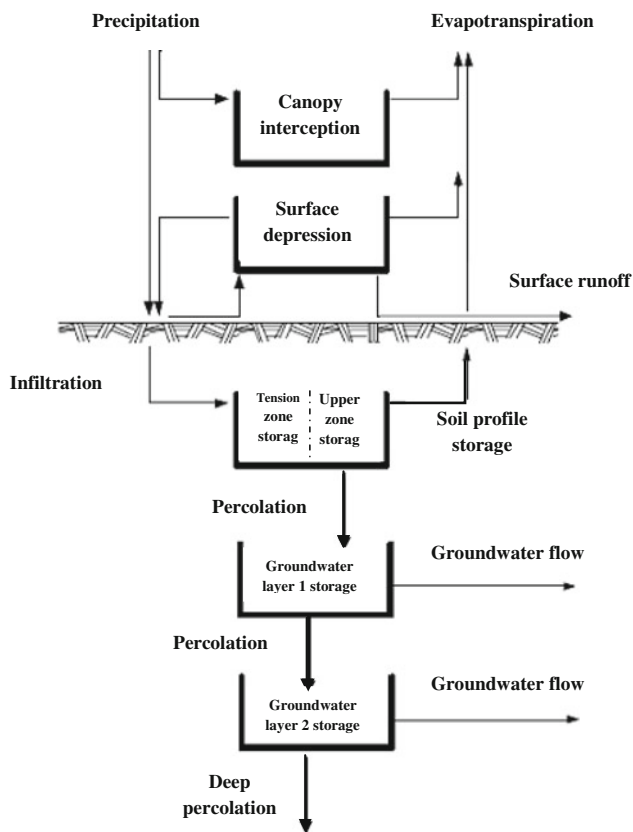 Precipitation
Evapotranspiration
Canopy
interception
Surface
depression
Surface runoff
Infiltration
Tension
zone
storag
Upper
zone
storag
Soil profile
storage
Percolation
Groundwater
layer 1 storage
Groundwater flow
Percolation
Groundwater
layer 2 storage
Groundwater flow
Deep
percolation